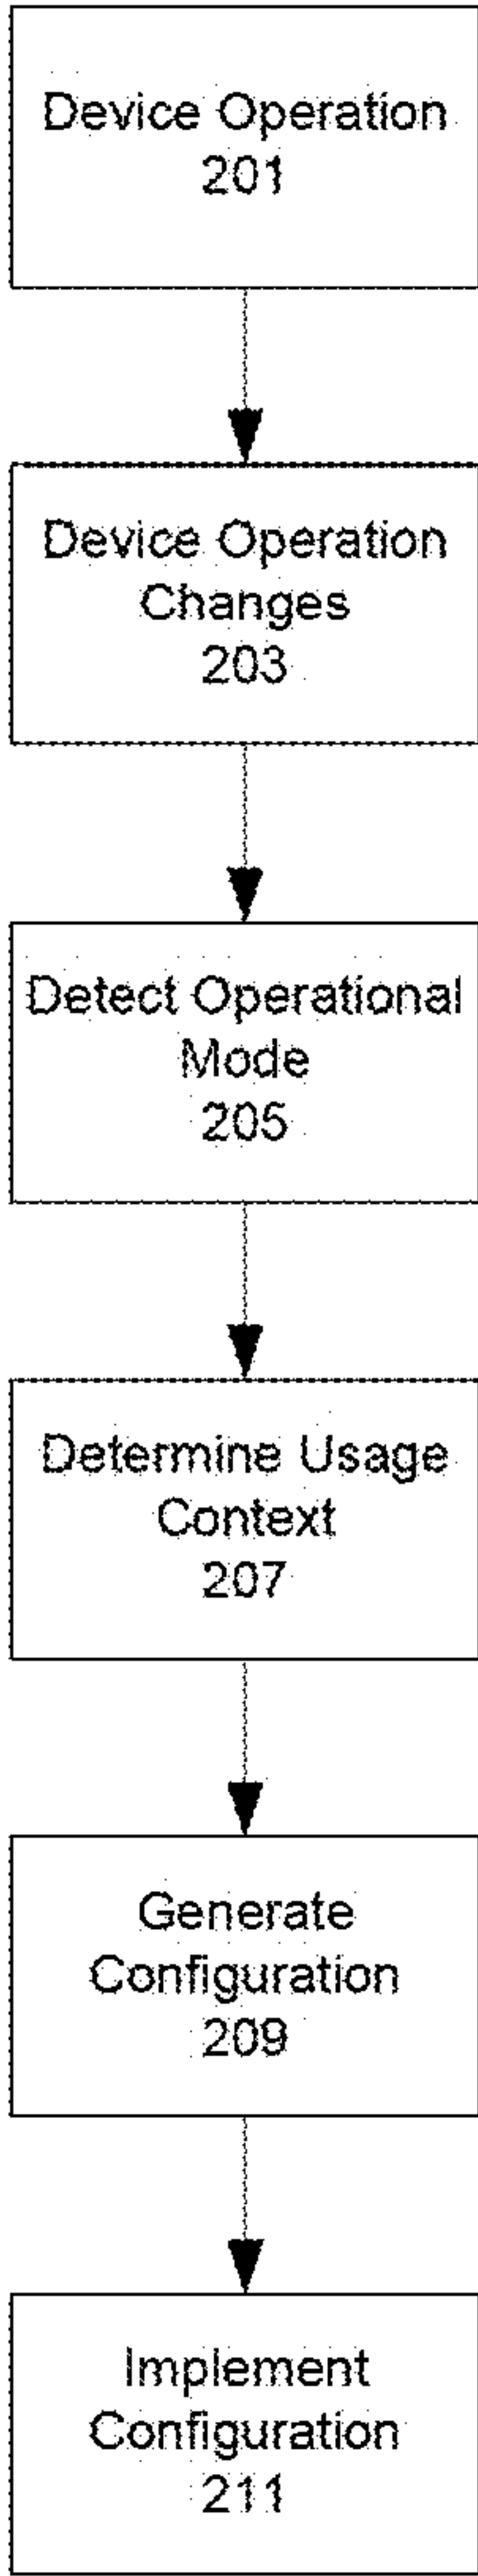 Device Operation
201
Device Operation
Changes
203
Detect Operational
Mode
205
Determine Usage
Context
207
Generate
Configuration
209
Implement
Configuration
211